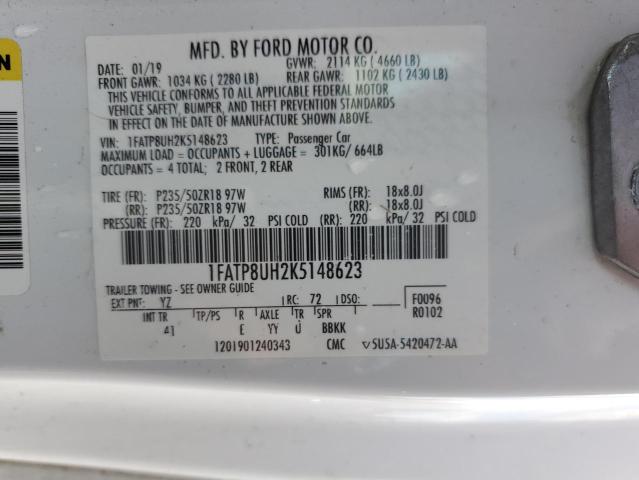 MFD. BY FORD MOTOR CO.
DATE: 01/19 GVWR: 2114 KG ( 4660 LB)
FRONT GAWR: 1034 KG ( 2280 LB) REAR GAWR: 1102 KG ( 2430 LB)
THIS VEHICLE CONFORMS TO ALL APPLICABLE FEDERAL MOTOR
VEHICLE SAFETY, BUMPER, AND THEFT PREVENTION STANDARDS
IN EFFECT ON THE DATE OF MANUFACTURE SHOWN ABOVE.
VIN: 1FATP8UH2K5148623 TYPE: Passenger Car
MAXIMUM LOAD = OCCUPANTS + LUGGAGE = 301KG/ 664LB
OCCUPANTS = 4 TOTAL; 2 FRONT, 2 REAR
TIRE (FR): P235/50ZR18 97W RIMS (FR): 18x8.0J
(RR): P235/50ZR18 97W (RR): 18x8.0J
PRESSURE (FR): 220 kPa/ 32 PSI COLD (RR): 220 kPa/ 32 PSI COLD
1FATP8UH2K5148623
TRAILER TOWING - SEE OWNER GUIDE
EXT PNT: YZ RC: 72 DSO: F0096
INT TR TP/PS R AXLE TR SPR R0102
4J E YY U BBKK
1201901240343 CMC SU5A-5420472-AA